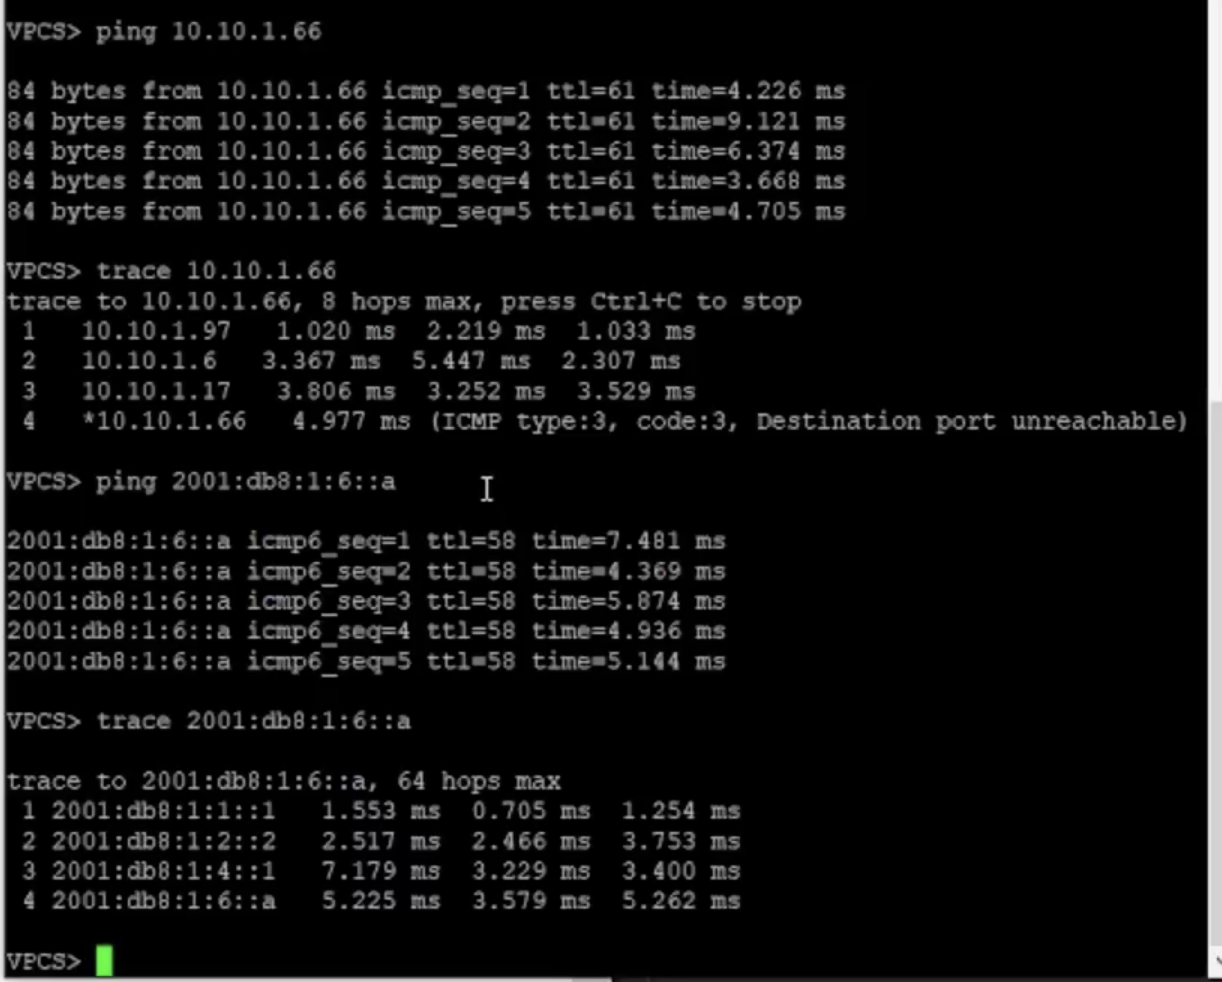 VPCS> ping 10.10.1.66
84 bytes from 10.10.1.66 icmp_seq=1 ttl=61 time=4.226 ms
84 bytes from 10.10.1.66 icmp_seq=2 ttl=61 time=9.121 ms
84 bytes from 10.10.1.66 icmp_seq=3 ttl=61 time=6.374 ms
84 bytes from 10.10.1.66 icmp_seq=4 ttl=61 time=3.668 ms
84 bytes from 10.10.1.66 icmp_seq=5 ttl=61 time=4.705 ms
VPCS> trace 10.10.1.66
trace to 10.10.1.66, 8 hops max, press Ctrl+C to stop
1 10.10.1.97 1.020 ms 2.219 ms 1.033 ms
2 10.10.1.6 3.367 ms 5.447 ms 2.307 ms
3 10.10.1.17 3.806 ms 3.252 ms 3.529 ms
4 *10.10.1.66 4.977 ms (ICMP type:3, code:3, Destination port unreachable)
VPCS> ping 2001:db8:1:6::a
2001:db8:1:6::a icmp6_seq=1 ttl=58 time=7.481 ms
2001:db8:1:6::a icmp6_seq=2 ttl=58 time=4.369 ms
2001:db8:1:6::a icmp6_seq=3 ttl=58 time=5.874 ms
2001:db8:1:6::a icmp6_seq=4 ttl=58 time=4.936 ms
2001:db8:1:6::a icmp6_seq=5 ttl=58 time=5.144 ms
VPCS> trace 2001:db8:1:6::a
trace to 2001:db8:1:6::a, 64 hops max
1 2001:db8:1:1::1 1.553 ms 0.705 ms 1.254 ms
2 2001:db8:1:2::2 2.517 ms 2.466 ms 3.753 ms
3 2001:db8:1:4::1 7.179 ms 3.229 ms 3.400 ms
4 2001:db8:1:6::a 5.225 ms 3.579 ms 5.262 ms
VPCS>